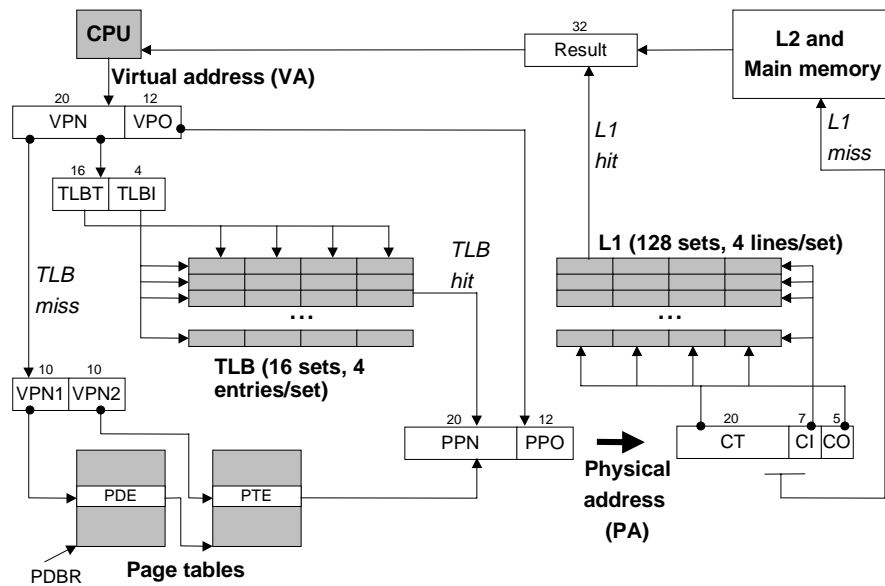 CPU
32
Result
L2 and
Main memory
Virtual address (VA)
20
12
VPN
VPO
L1
hit
L1
miss
16
4
TLBT
TLBI
TLB
miss
TLB
hit
L1 (128 sets, 4 lines/set)
...
...
TLB (16 sets, 4
entries/set)
10
10
VPN1
VPN2
20
12
PPN
PPO
20
7
5
CT
CI
CO
Physical
address
(PA)
PDE
PTE
PDBR
Page tables